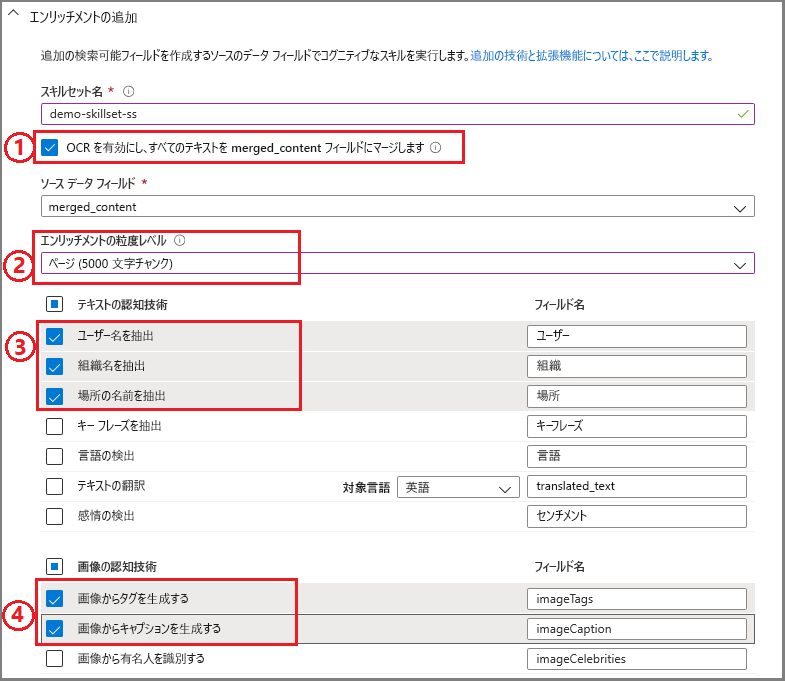 エンリッチメントの追加
追加の検索可能フィールドを作成するソースのデータ フィールドでコグニティブなスキルを実行します。追加の技術と拡張機能については、ここで説明します。
スキルセット名 *
demo-skillset-ss
1 OCR を有効にし、すべてのテキストを merged_content フィールドにマージします
ソース データ フィールド *
merged_content
エンリッチメントの粒度レベル
2 ページ (5000 文字チャンク)
テキストの認知技術 フィールド名
3 ユーザー名を抽出 ユーザー
組織名を抽出 組織
場所の名前を抽出 場所
キー フレーズを抽出 キーフレーズ
言語の検出 言語
テキストの翻訳 対象言語 英語 translated_text
感情の検出 センチメント
画像の認知技術 フィールド名
4 画像からタグを生成する imageTags
画像からキャプションを生成する imageCaption
画像から有名人を識別する imageCelebrities